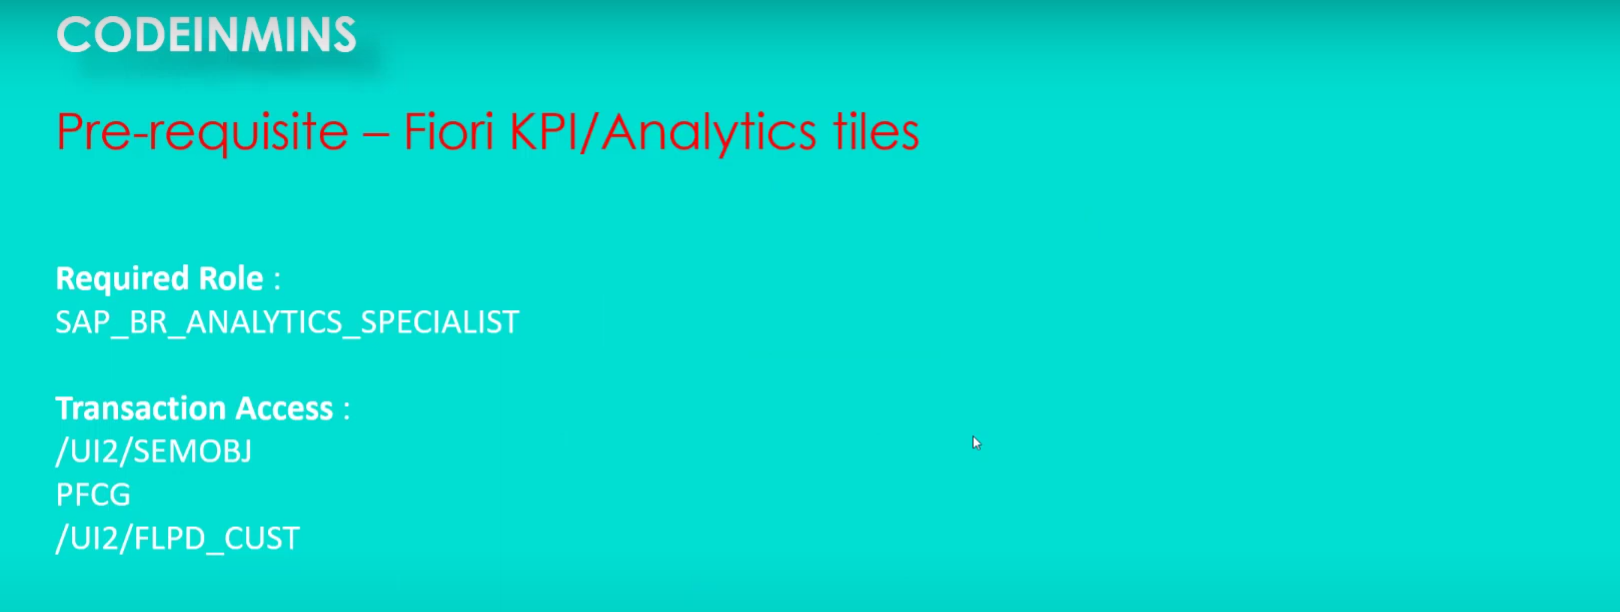 CODEINMINS
Pre-requisite – Fiori KPI/Analytics tiles
Required Role :
SAP_BR_ANALYTICS_SPECIALIST
Transaction Access :
/UI2/SEMOBJ
PFCG
/UI2/FLPD_CUST